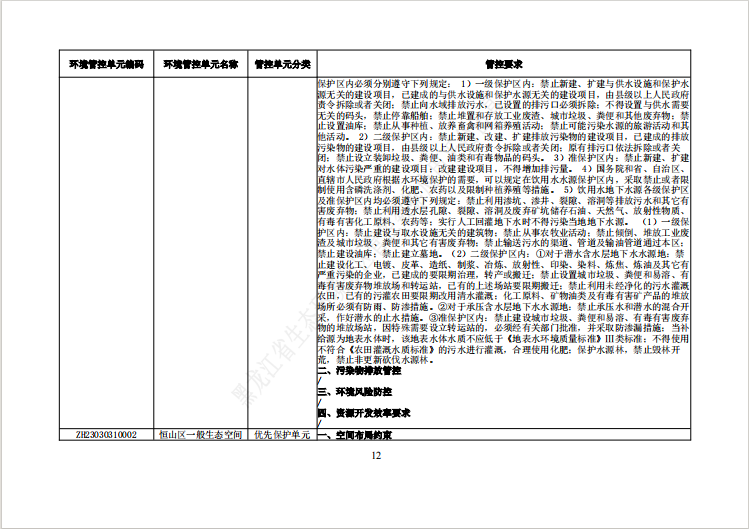 环境管控单元编码 环境管控单元名称 管控单元分类 管控要求
保护区内必须分别遵守下列规定：1）一级保护区内：禁止新建、扩建与供水设施和保护水
源无关的建设项目，已建成的与供水设施和保护水源无关的建设项目，由县级以上人民政府
责令拆除或者关闭；禁止向水域排放污水，已设置的排污口必须拆除；不得设置与供水需要
无关的码头，禁止停靠船舶；禁止堆置和存放工业废渣、城市垃圾、粪便和其他废弃物；禁
止设置油库；禁止从事种植、放养畜禽和网箱养殖活动；禁止可能污染水源的旅游活动和其
他活动。 2）二级保护区内：禁止新建、改建、扩建排放污染物的建设项目，已建成的排放
污染物的建设项目，由县级以上人民政府责令拆除或者关闭；原有排污口依法拆除或者关
闭；禁止设立装卸垃圾、粪便、油类和有毒物品的码头。 3）准保护区内：禁止新建、扩建
对水体污染严重的建设项目；改建建设项目，不得增加排污量。 4）国务院和省、自治区、
直辖市人民政府根据水环境保护的需要，可以规定在饮用水水源保护区内，采取禁止或者限
制使用含磷洗涤剂、化肥、农药以及限制种植养殖等措施。 5）饮用水地下水源各级保护区
及准保护区内均必须遵守下列规定：禁止利用渗坑、渗井、裂隙、溶洞等排放污水和其它有
害废弃物；禁止利用透水层孔隙、裂隙、溶洞及废弃矿坑储存石油、天然气、放射性物质、
有毒有害化工原料、农药等；实行人工回灌地下水时不得污染当地地下水源。 （1）一级保
护区内：禁止建设与取水设施无关的建筑物；禁止从事农牧业活动；禁止倾倒、堆放工业废
渣及城市垃圾、粪便和其它有害废弃物；禁止输送污水的渠道、管道及输油管道通过本区；
禁止建设油库；禁止建立墓地。（2）二级保护区内：①对于潜水含水层地下水水源地：禁
止建设化工、电镀、皮革、造纸、制浆、冶炼、放射性、印染、染料、炼焦、炼油及其它有
严重污染的企业，已建成的要限期治理，转产或搬迁；禁止设置城市垃圾、粪便和易溶、有
毒有害废弃物堆放场和转运站，已有的上述场站要限期搬迁；禁止利用未经净化的污水灌溉
农田，已有的污灌农田要限期改用清水灌溉；化工原料、矿物油类及有毒有害矿产品的堆放
场所必须有防雨、防渗措施。②对于承压含水层地下水水源地：禁止承压水和潜水的混合开
采，作好潜水的止水措施。③准保护区内：禁止建设城市垃圾、粪便和易溶、有毒有害废弃
物的堆放场站，因特殊需要设立转运站的，必须经有关部门批准，并采取防渗漏措施；当补
给源为地表水体时，该地表水体水质不应低于《地表水环境质量标准》III类标准；不得使用
不符合《农田灌溉水质标准》的污水进行灌溉，合理使用化肥；保护水源林，禁止毁林开
荒，禁止非更新砍伐水源林。
二、污染物排放管控
/
三、环境风险防控
/
四、资源开发效率要求
/
ZH23030310002 恒山区一般生态空间 优先保护单元 一、空间布局约束
黑龙江省生态
12